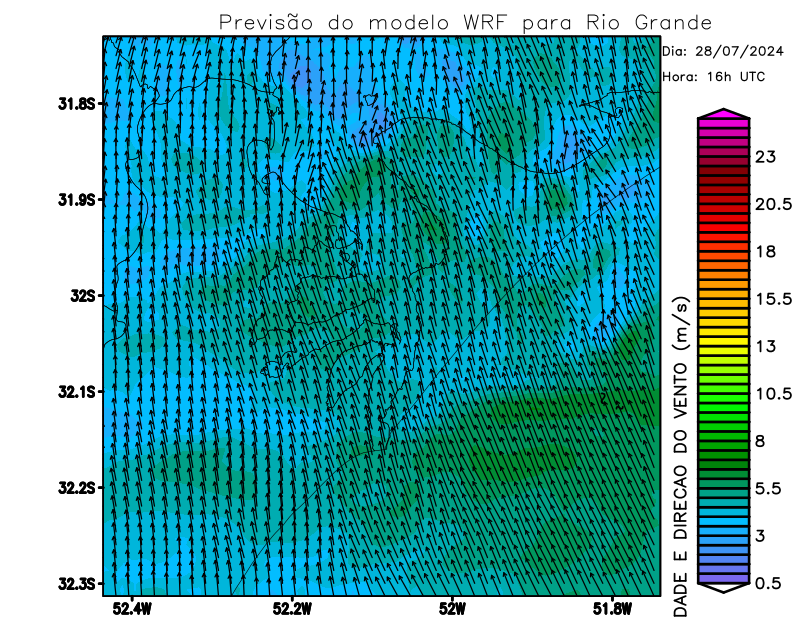 Previsão do modelo WRF para Rio Grande
Dia: 28/07/2024
Hora: 16h UTC
31.8S
31.9S
32S
32.1S
32.2S
32.3S
52.4W
52.2W
52W
51.8W
23
20.5
18
15.5
13
10.5
8
5.5
3
0.5
DADE E DIRECAO DO VENTO (m/s)